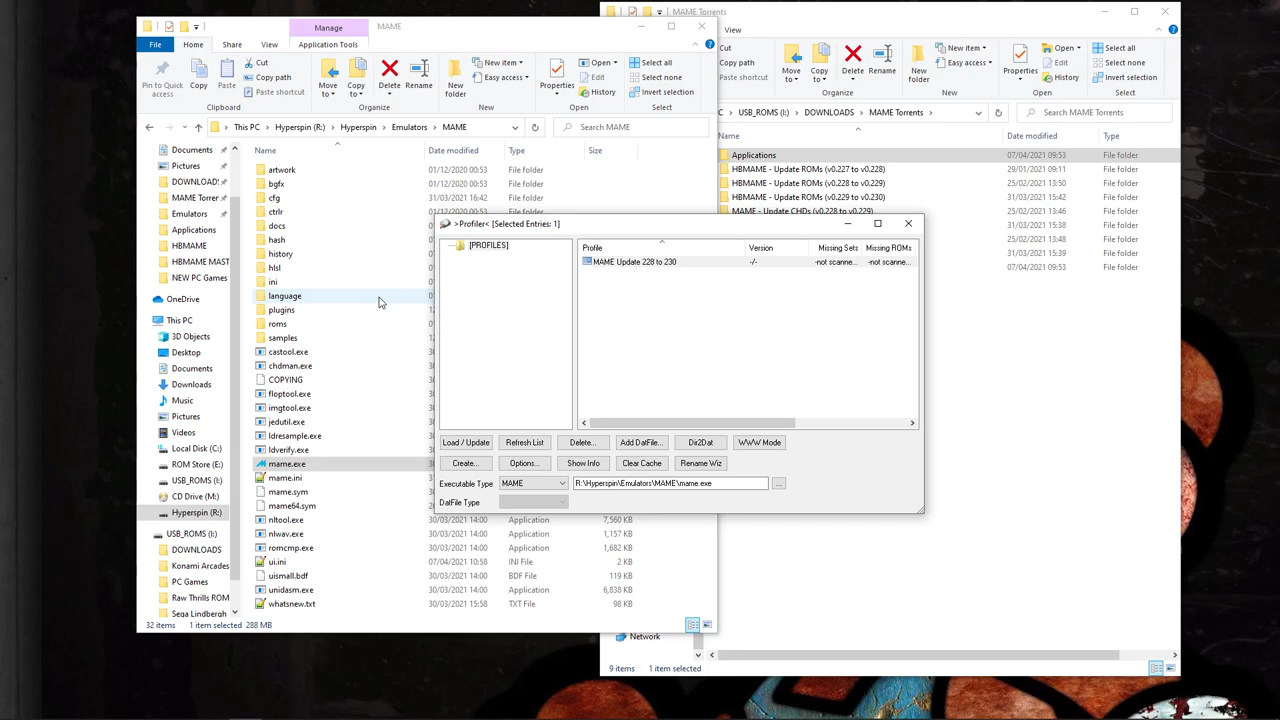 Manage
MAME
File
Home
Share
View
Application Tools
Pin to Quick
access
Copy
Paste
Cut
Copy path
Paste shortcut
Clipboard
Move
to
Copy
to
Delete
Rename
Organize
New
folder
New item
Easy access
New
Properties
Open
Edit
History
Open
Select all
Select none
Invert selection
Select
This PC
Hyperspin (R:)
Hyperspin
Emulators
MAME
Search MAME
Name
Date modified
Type
Size
Documents
Pictures
DOWNLOADS
MAME Torrer
Emulators
Applications
HBMAME
HBMAME MAST
NEW PC Games
OneDrive
This PC
3D Objects
Desktop
Documents
Downloads
Music
Pictures
Videos
Local Disk (C:)
ROM Store (E:)
USB_ROMS (I:)
CD Drive (M:)
Hyperspin (R:)
USB_ROMS (I:)
DOWNLOADS
Konami Arcades
PC Games
Raw Thrills ROM
Sega Lindbergh
artwork 01/12/2020 00:53 File folder
bgfx 01/12/2020 00:53 File folder
cfg 31/03/2021 16:42 File folder
ctrlr 01/12/2020 00:53 File folder
docs
hash
history
hlsl
ini
language
plugins
roms
samples
castool.exe
chdman.exe
COPYING
floptool.exe
imgtool.exe
jedutil.exe
ldresample.exe
ldverify.exe
mame.exe
mame.ini
mame.sym
mame64.sym
nltool.exe 30/03/2021 14:00 Application 7,560 KB
nlwav.exe 30/03/2021 14:00 Application 1,157 KB
romcmp.exe 30/03/2021 14:00 Application 1,682 KB
ui.ini 07/04/2021 10:58 INI File 2 KB
uismall.bdf 30/03/2021 14:00 BDF File 119 KB
unidasm.exe 30/03/2021 14:00 Application 6,838 KB
whatsnew.txt 30/03/2021 15:58 TXT File 98 KB
32 items 1 item selected 288 MB
>Profiler< [Selected Entries: 1]
[PROFILES]
Profile Version Missing Sets Missing ROMs
MAME Update 228 to 230 -/- -not scanne... -not scanne...
Load / Update Refresh List Delete... Add DatFile... Dir2Dat WWW Mode
Create... Options... Show Info Clear Cache Rename Wiz
Executable Type MAME R:\Hyperspin\Emulators\MAME\mame.exe ...
DatFile Type
MAME Torrents
View
Cut
Copy path
Paste shortcut
Move
to
Copy
to
Delete
Rename
Organize
New
folder
New item
Easy access
New
Properties
Open
Edit
History
Open
Select all
Select none
Invert selection
Select
C
USB_ROMS (I:)
DOWNLOADS
MAME Torrents
Search MAME Torrents
Name Date modified Type
Applications 07/04/2021 09:53 File folder
HBMAME - Update ROMs (v0.227 to v0.228) 29/01/2021 09:11 File folder
HBMAME - Update ROMs (v0.228 to v0.229) 25/02/2021 13:50 File folder
HBMAME - Update ROMs (v0.229 to v0.230) 31/03/2021 15:42 File folder
MAME - Update CHDs (v0.228 to v0.229) 25/02/2021 13:46 File folder
31/03/2021 15:38 File folder
25/02/2021 13:48 File folder
31/03/2021 15:39 File folder
07/04/2021 09:53 File folder
Network
9 items 1 item selected